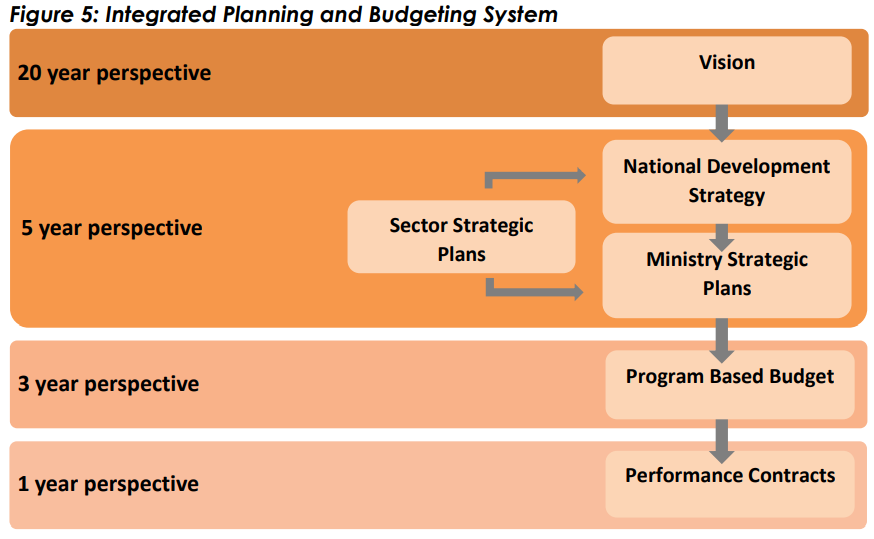 Figure 5: Integrated Planning and Budgeting System
20 year perspective
Vision
5 year perspective
Sector Strategic
Plans
National Development
Strategy
Ministry Strategic
Plans
3 year perspective
Program Based Budget
1 year perspective
Performance Contracts